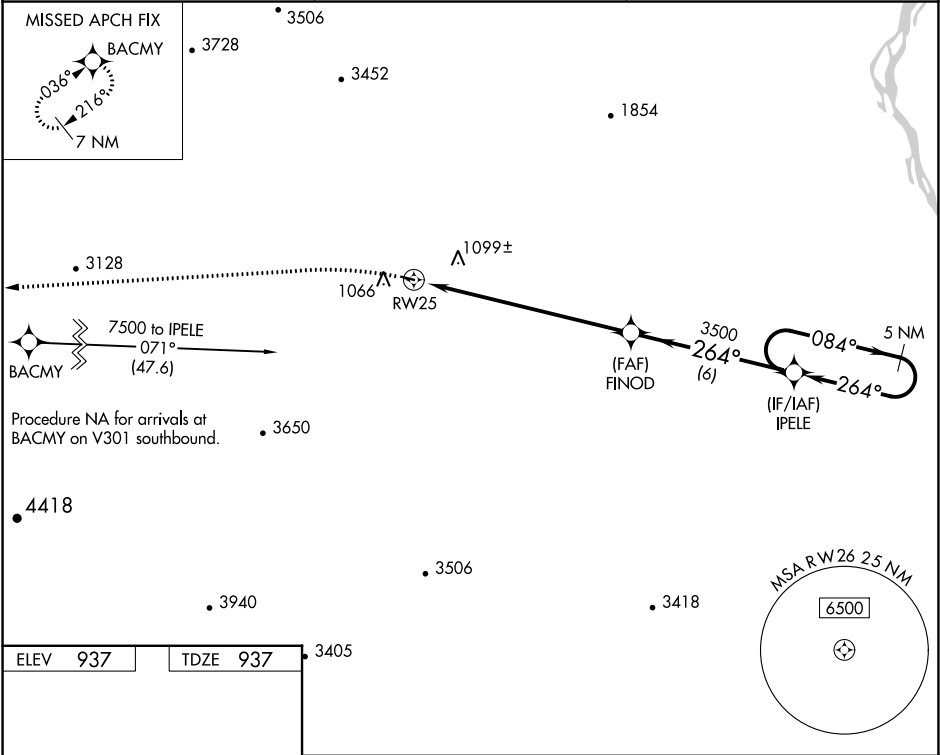 MISSED APCH FIX
BACMY
036°
216°
7 NM
3506
3728
3452
1854
3128
1066
1099±
RW25
7500 to IPELE
071°
(47.6)
BACMY
Procedure NA for arrivals at
BACMY on V301 southbound.
3500
264°
(6)
(FAF)
FINOD
084°
5 NM
264°
(IF/IAF)
IPELE
3650
4418
3506
3940
3418
3405
MSA RW26 25 NM
6500
ELEV 937
TDZE 937